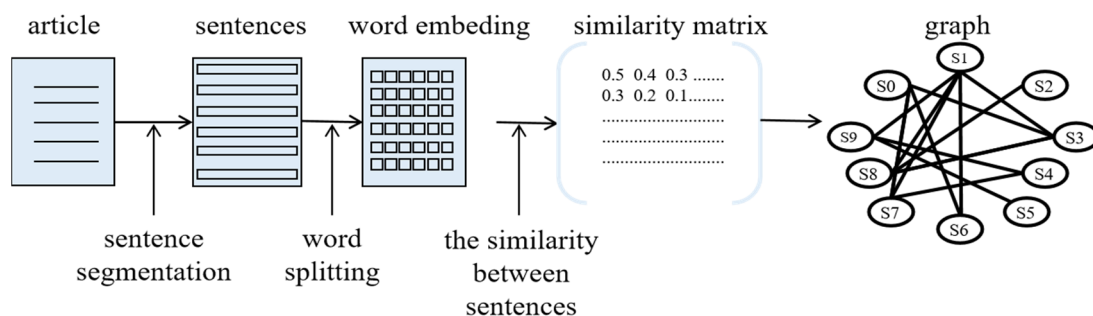 article
sentences
word embeding
similarity matrix
graph
0.5 0.4 0.3 .......
0.3 0.2 0.1........
.........................
.........................
.........................
S1
S0
S2
S9
S3
S8
S4
S7
S5
S6
sentence
segmentation
word
splitting
the similarity
between
sentences